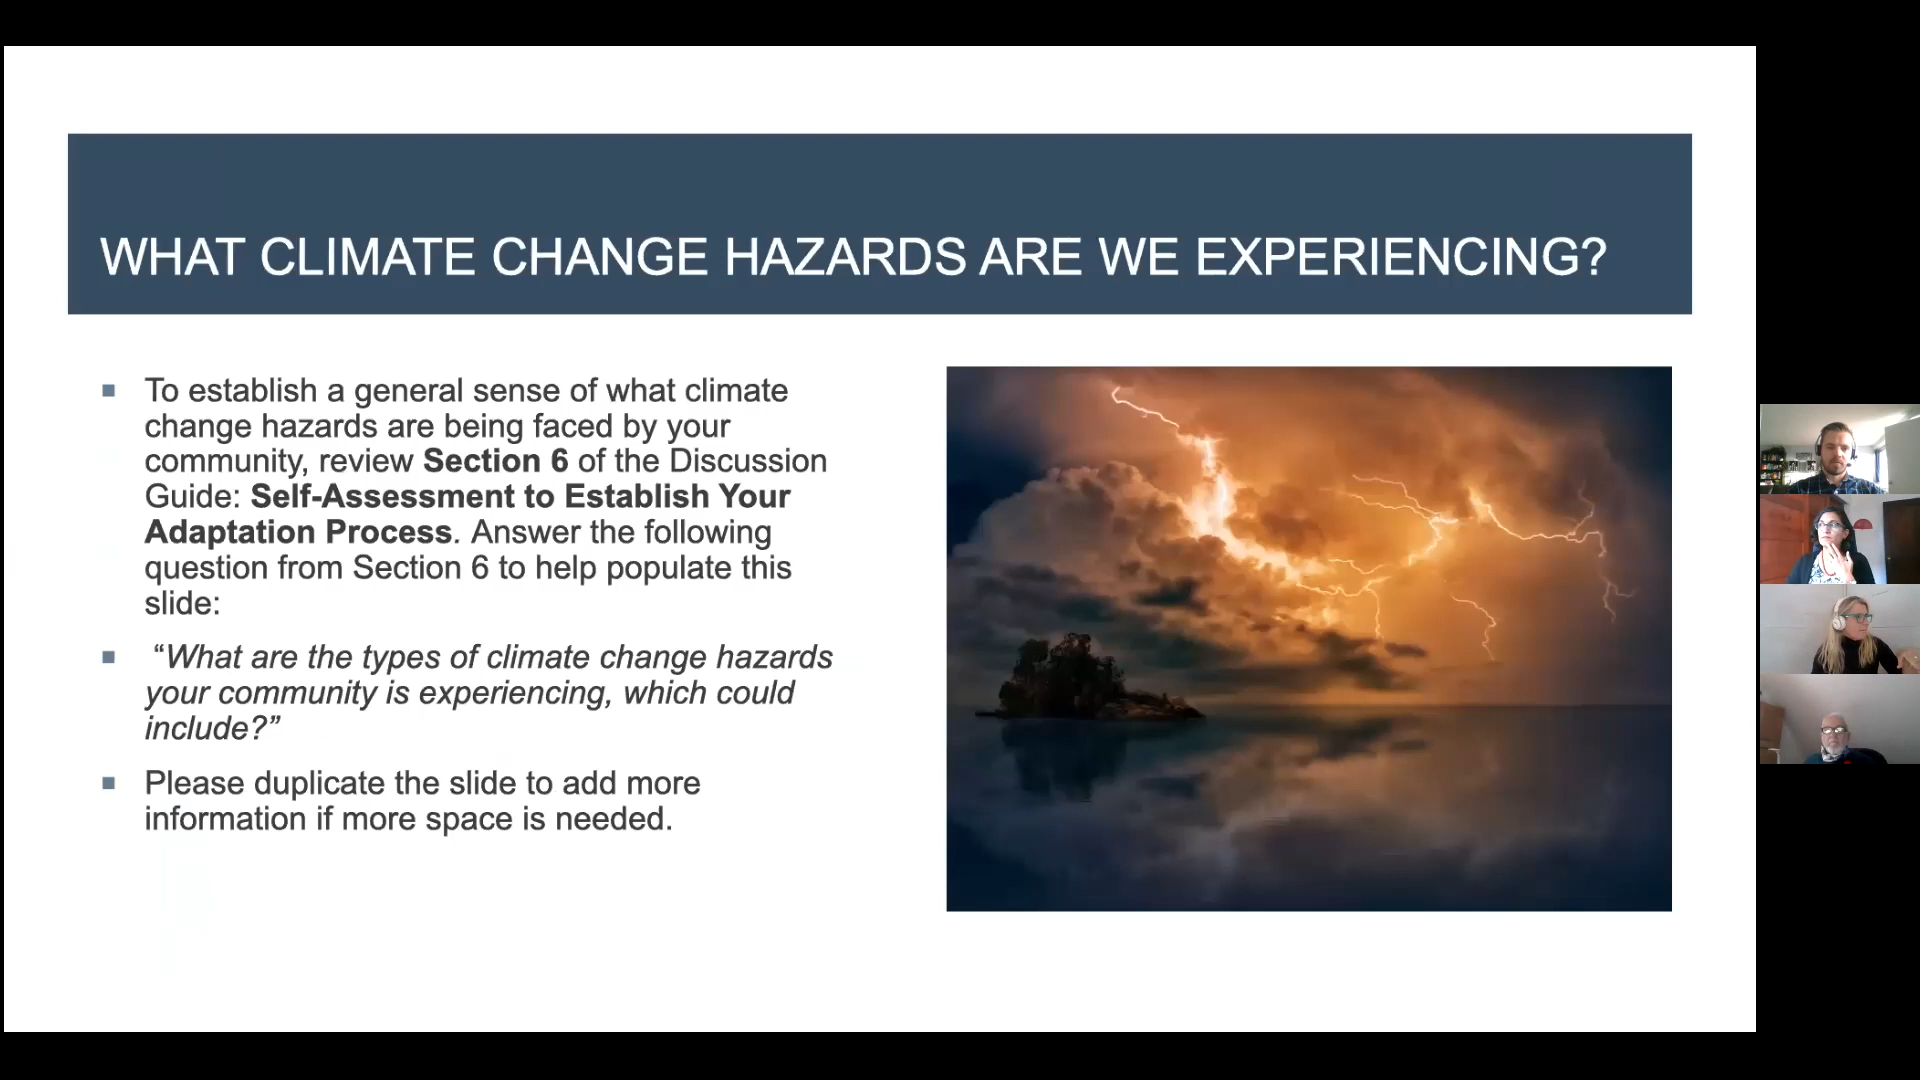 WHAT CLIMATE CHANGE HAZARDS ARE WE EXPERIENCING?
To establish a general sense of what climate
change hazards are being faced by your
community, review Section 6 of the Discussion
Guide: Self-Assessment to Establish Your
Adaptation Process. Answer the following
question from Section 6 to help populate this
slide:
“What are the types of climate change hazards
your community is experiencing, which could
include?”
Please duplicate the slide to add more
information if more space is needed.